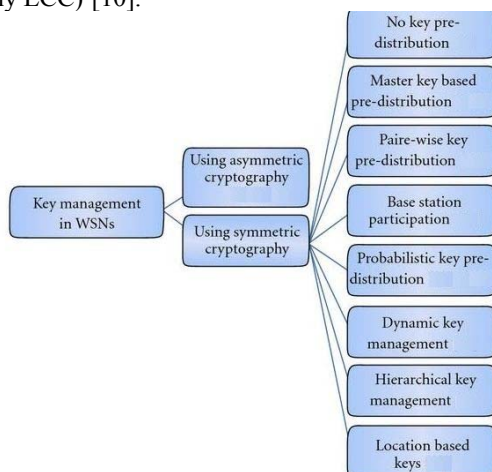 ly ECC) [10].
No key pre-
distribution
Master key based
pre-distribution
Paire-wise key
pre-distribution
Using asymmetric
cryptography
Key management
in WSNs
Using symmetric
cryptography
Base station
participation
Probabilistic key pre-
distribution
Dynamic key
management
Hierarchical key
management
Location based
keys